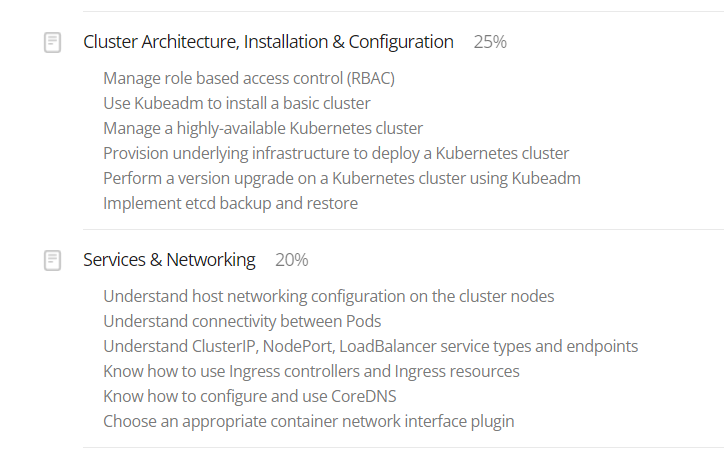 Cluster Architecture, Installation & Configuration 25%
Manage role based access control (RBAC)
Use Kubeadm to install a basic cluster
Manage a highly-available Kubernetes cluster
Provision underlying infrastructure to deploy a Kubernetes cluster
Perform a version upgrade on a Kubernetes cluster using Kubeadm
Implement etcd backup and restore
Services & Networking 20%
Understand host networking configuration on the cluster nodes
Understand connectivity between Pods
Understand ClusterIP, NodePort, LoadBalancer service types and endpoints
Know how to use Ingress controllers and Ingress resources
Know how to configure and use CoreDNS
Choose an appropriate container network interface plugin